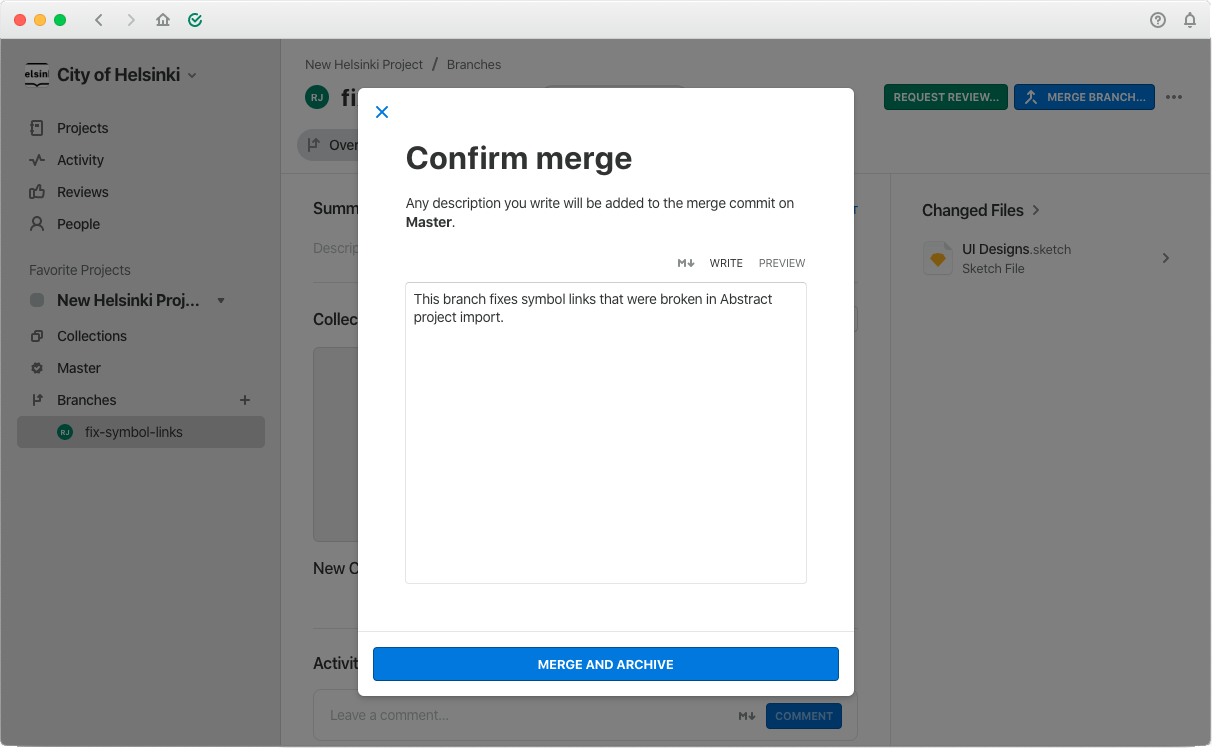 elsin
City of Helsinki
Projects
Activity
Reviews
People
Favorite Projects
New Helsinki Proj...
Collections
Master
Branches
RJ fix-symbol-links
New Helsinki Project / Branches
RJ fi
REQUEST REVIEW...
MERGE BRANCH...
Over
Summ
Descrip
Collec
New C
Activit
Leave a comment...
M↓
COMMENT
Confirm merge
Any description you write will be added to the merge commit on
Master.
M↓ WRITE PREVIEW
This branch fixes symbol links that were broken in Abstract
project import.
MERGE AND ARCHIVE
Changed Files
UI Designs.sketch
Sketch File